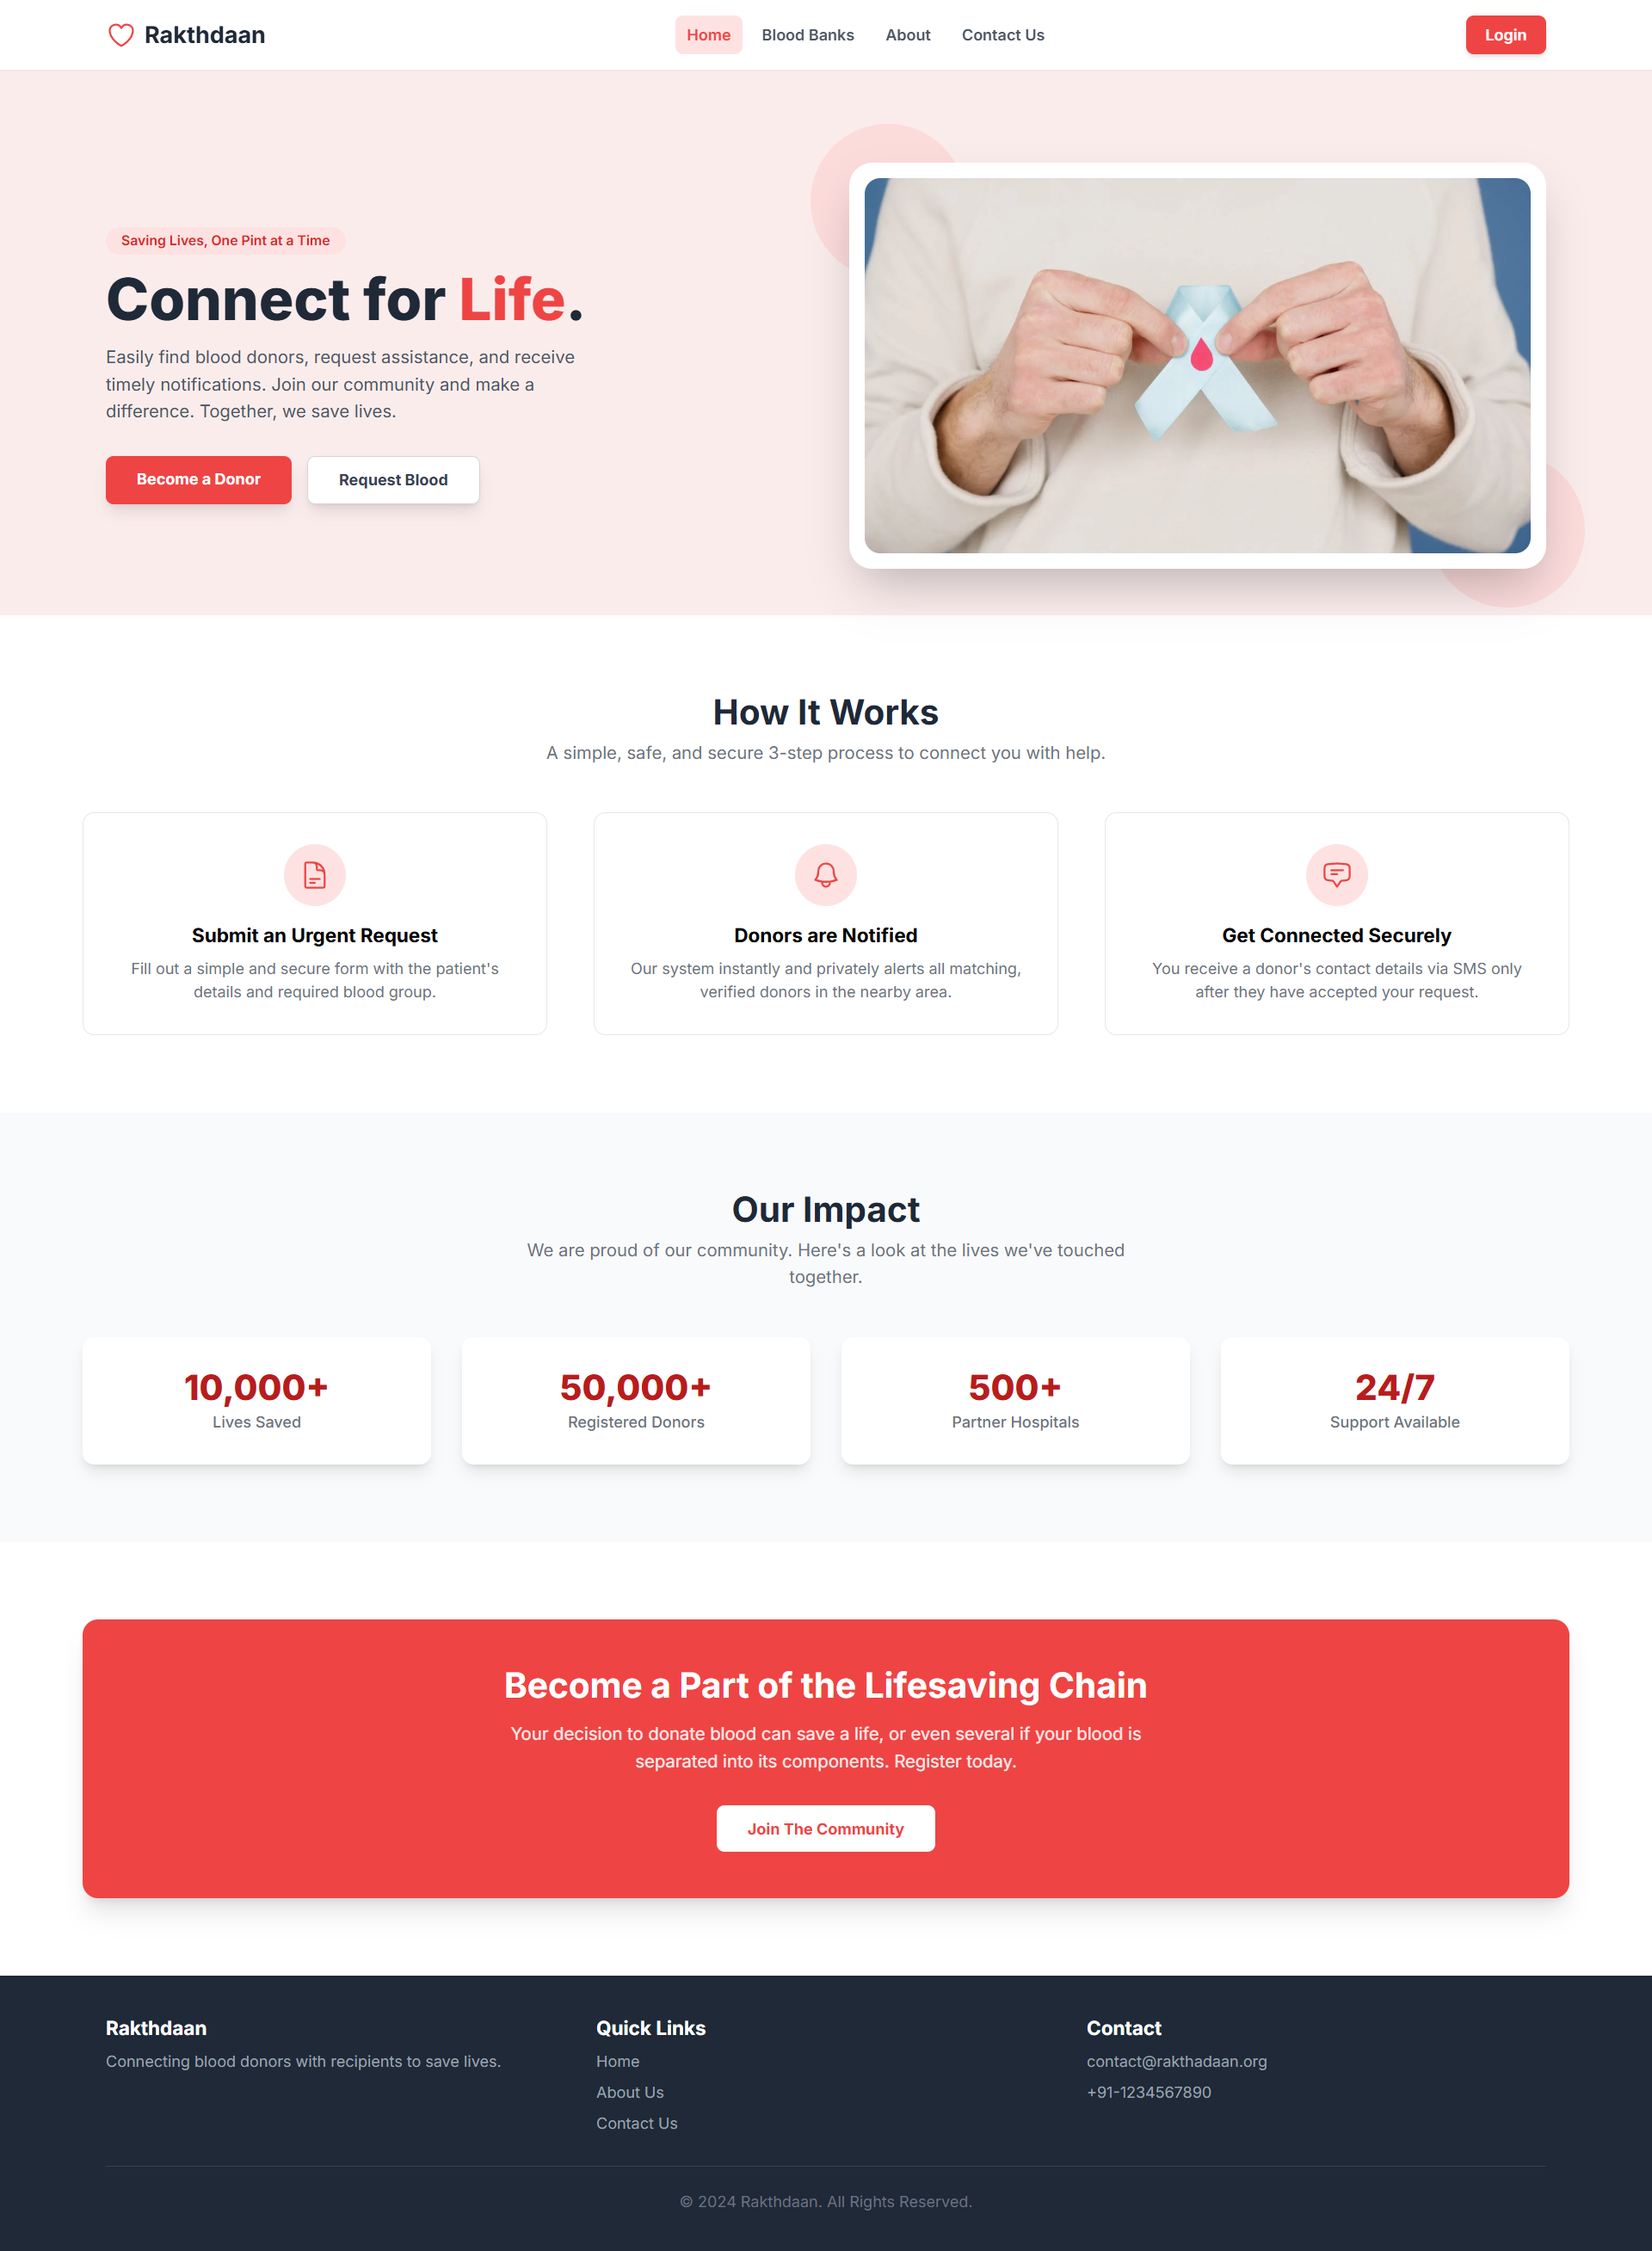 Rakthdaan
Home
Blood Banks
About
Contact Us
Login
Saving Lives, One Pint at a Time
Connect for Life.
Easily find blood donors, request assistance, and receive
timely notifications. Join our community and make a
difference. Together, we save lives.
Become a Donor
Request Blood
How It Works
A simple, safe, and secure 3-step process to connect you with help.
Submit an Urgent Request
Fill out a simple and secure form with the patient's
details and required blood group.
Donors are Notified
Our system instantly and privately alerts all matching,
verified donors in the nearby area.
Get Connected Securely
You receive a donor's contact details via SMS only
after they have accepted your request.
Our Impact
We are proud of our community. Here's a look at the lives we've touched
together.
10,000+
Lives Saved
50,000+
Registered Donors
500+
Partner Hospitals
24/7
Support Available
Become a Part of the Lifesaving Chain
Your decision to donate blood can save a life, or even several if your blood is
separated into its components. Register today.
Join The Community
Rakthdaan
Connecting blood donors with recipients to save lives.
Quick Links
Home
About Us
Contact Us
Contact
contact@rakthadaan.org
+91-1234567890
© 2024 Rakthdaan. All Rights Reserved.